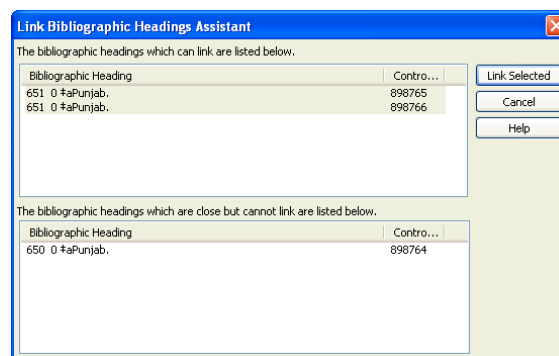 Link Bibliographic Headings Assistant
The bibliographic headings which can link are listed below.
Bibliographic Heading Contro...
651 0 ‡aPunjab. 898765
651 0 ‡aPunjab. 898766
Link Selected
Cancel
Help
The bibliographic headings which are close but cannot link are listed below.
Bibliographic Heading Contro...
650 0 ‡aPunjab. 898764